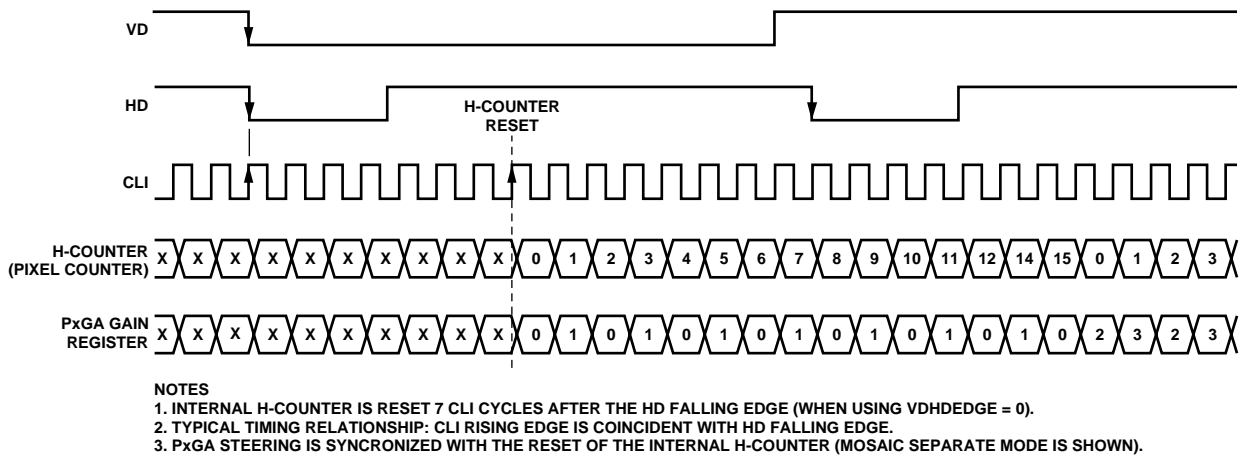 VD
HD
H-COUNTER
RESET
CLI
H-COUNTER
(PIXEL COUNTER)
X X X X X X X X X X 0 1 2 3 4 5 6 7 8 9 10 11 12 14 15 0 1 2 3
PxGA GAIN
REGISTER
X X X X X X X X X X 0 1 0 1 0 1 0 1 0 1 0 1 0 1 0 2 3 2 3
NOTES
1. INTERNAL H-COUNTER IS RESET 7 CLI CYCLES AFTER THE HD FALLING EDGE (WHEN USING VDHDEDGE = 0).
2. TYPICAL TIMING RELATIONSHIP: CLI RISING EDGE IS COINCIDENT WITH HD FALLING EDGE.
3. PxGA STEERING IS SYNCRONIZED WITH THE RESET OF THE INTERNAL H-COUNTER (MOSAIC SEPARATE MODE IS SHOWN).